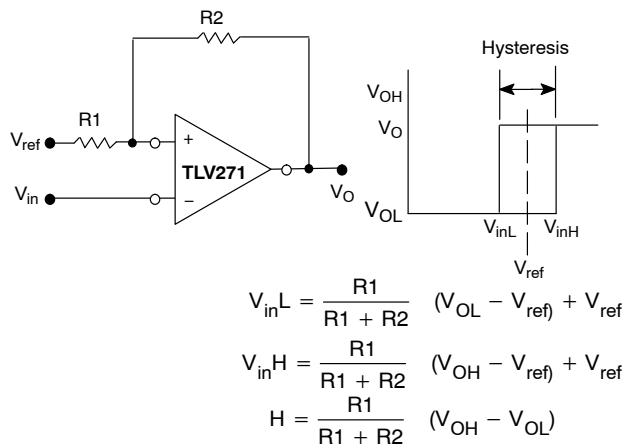 R2
Hysteresis
R1
V_OH
V_ref
+
V_O
TLV271
V_in
−
V_O
V_OL
V_inL
V_inH
V_ref
V_inL = R1 / (R1 + R2) (V_OL − V_ref) + V_ref
V_inH = R1 / (R1 + R2) (V_OH − V_ref) + V_ref
H = R1 / (R1 + R2) (V_OH − V_OL)